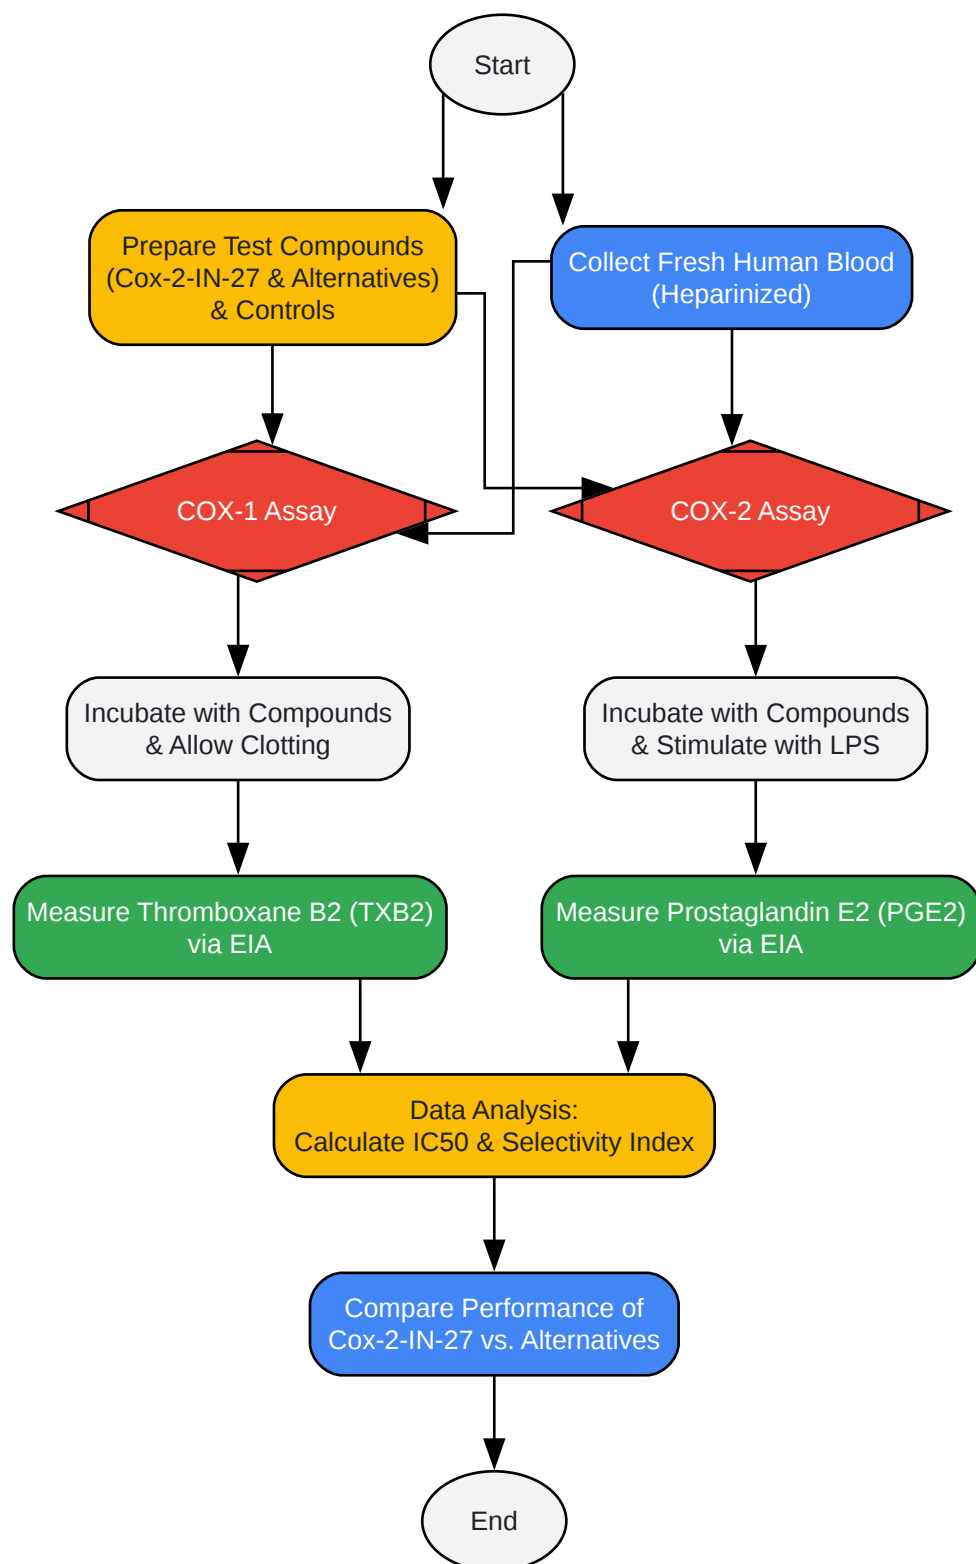 Start
Prepare Test Compounds
(Cox-2-IN-27 & Alternatives)
& Controls
Collect Fresh Human Blood
(Heparinized)
COX-1 Assay
COX-2 Assay
Incubate with Compounds
& Allow Clotting
Incubate with Compounds
& Stimulate with LPS
Measure Thromboxane B2 (TXB2)
via EIA
Measure Prostaglandin E2 (PGE2)
via EIA
Data Analysis:
Calculate IC50 & Selectivity Index
Compare Performance of
Cox-2-IN-27 vs. Alternatives
End